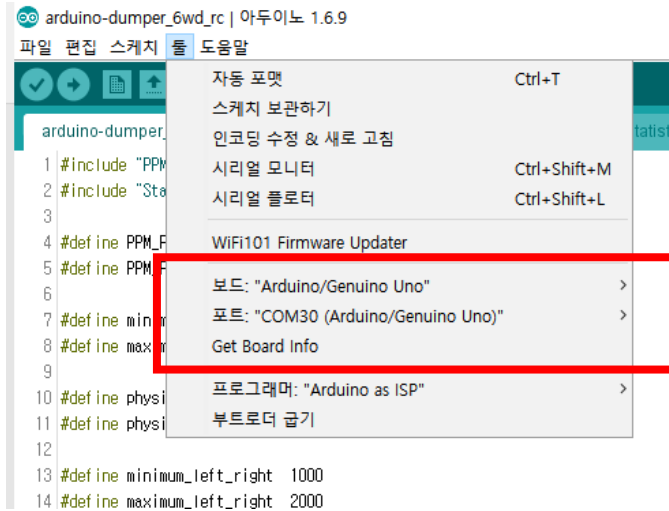 arduino-dumper_6wd_rc | 아두이노 1.6.9
파일 편집 스케치 툴 도움말
자동 포맷 Ctrl+T
스케치 보관하기
인코딩 수정 & 새로 고침
시리얼 모니터 Ctrl+Shift+M
시리얼 플로터 Ctrl+Shift+L
WiFi101 Firmware Updater
보드: "Arduino/Genuino Uno"
포트: "COM30 (Arduino/Genuino Uno)"
Get Board Info
프로그래머: "Arduino as ISP"
부트로더 굽기
arduino-dumper_
tatist
1 #include "PPM
2 #include "Sta
3
4 #define PPM_P
5 #define PPM_
6
7 #define minim
8 #define maxim
9
10 #define physi
11 #define physi
12
13 #define minimum_left_right 1000
14 #define maximum_left_right 2000